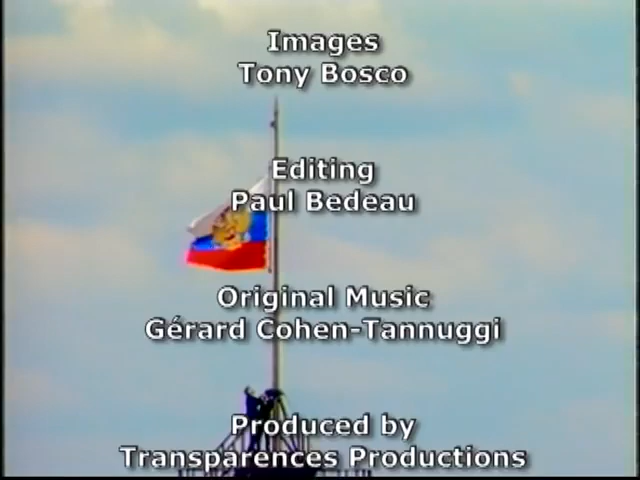 Images
Tony Bosco
Editing
Paul Bedeau
Original Music
Gérard Cohen-Tannuggi
Produced by
Transparences Productions